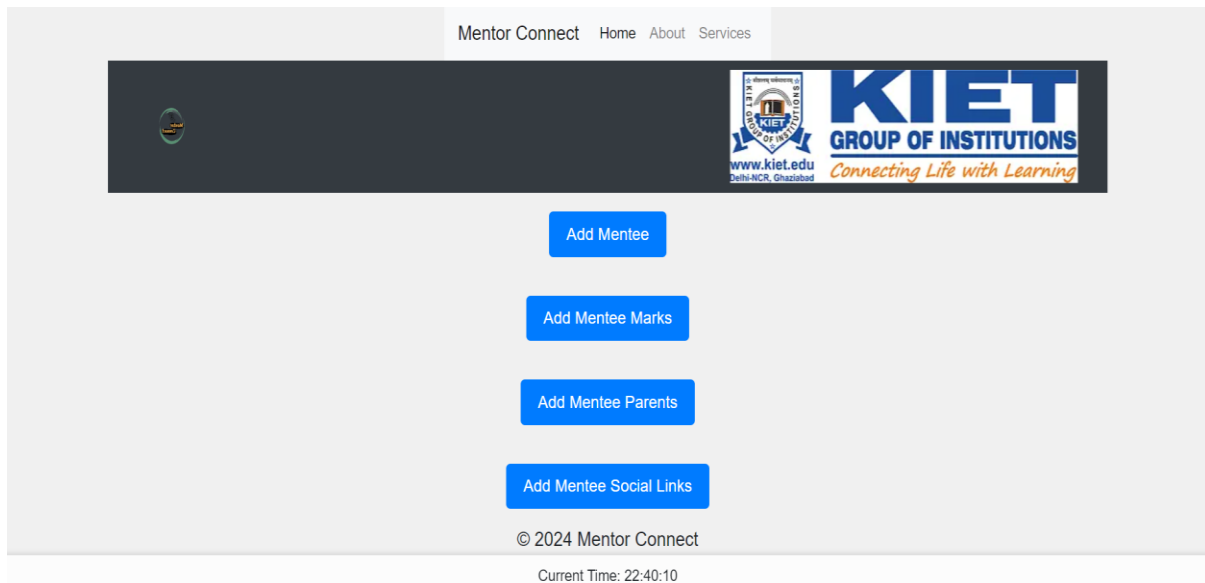 Mentor Connect Home About Services
KIET
GROUP OF INSTITUTIONS
Connecting Life with Learning
KIET
www.kiet.edu
Delhi-NCR, Ghaziabad
Add Mentee
Add Mentee Marks
Add Mentee Parents
Add Mentee Social Links
© 2024 Mentor Connect
Current Time: 22:40:10